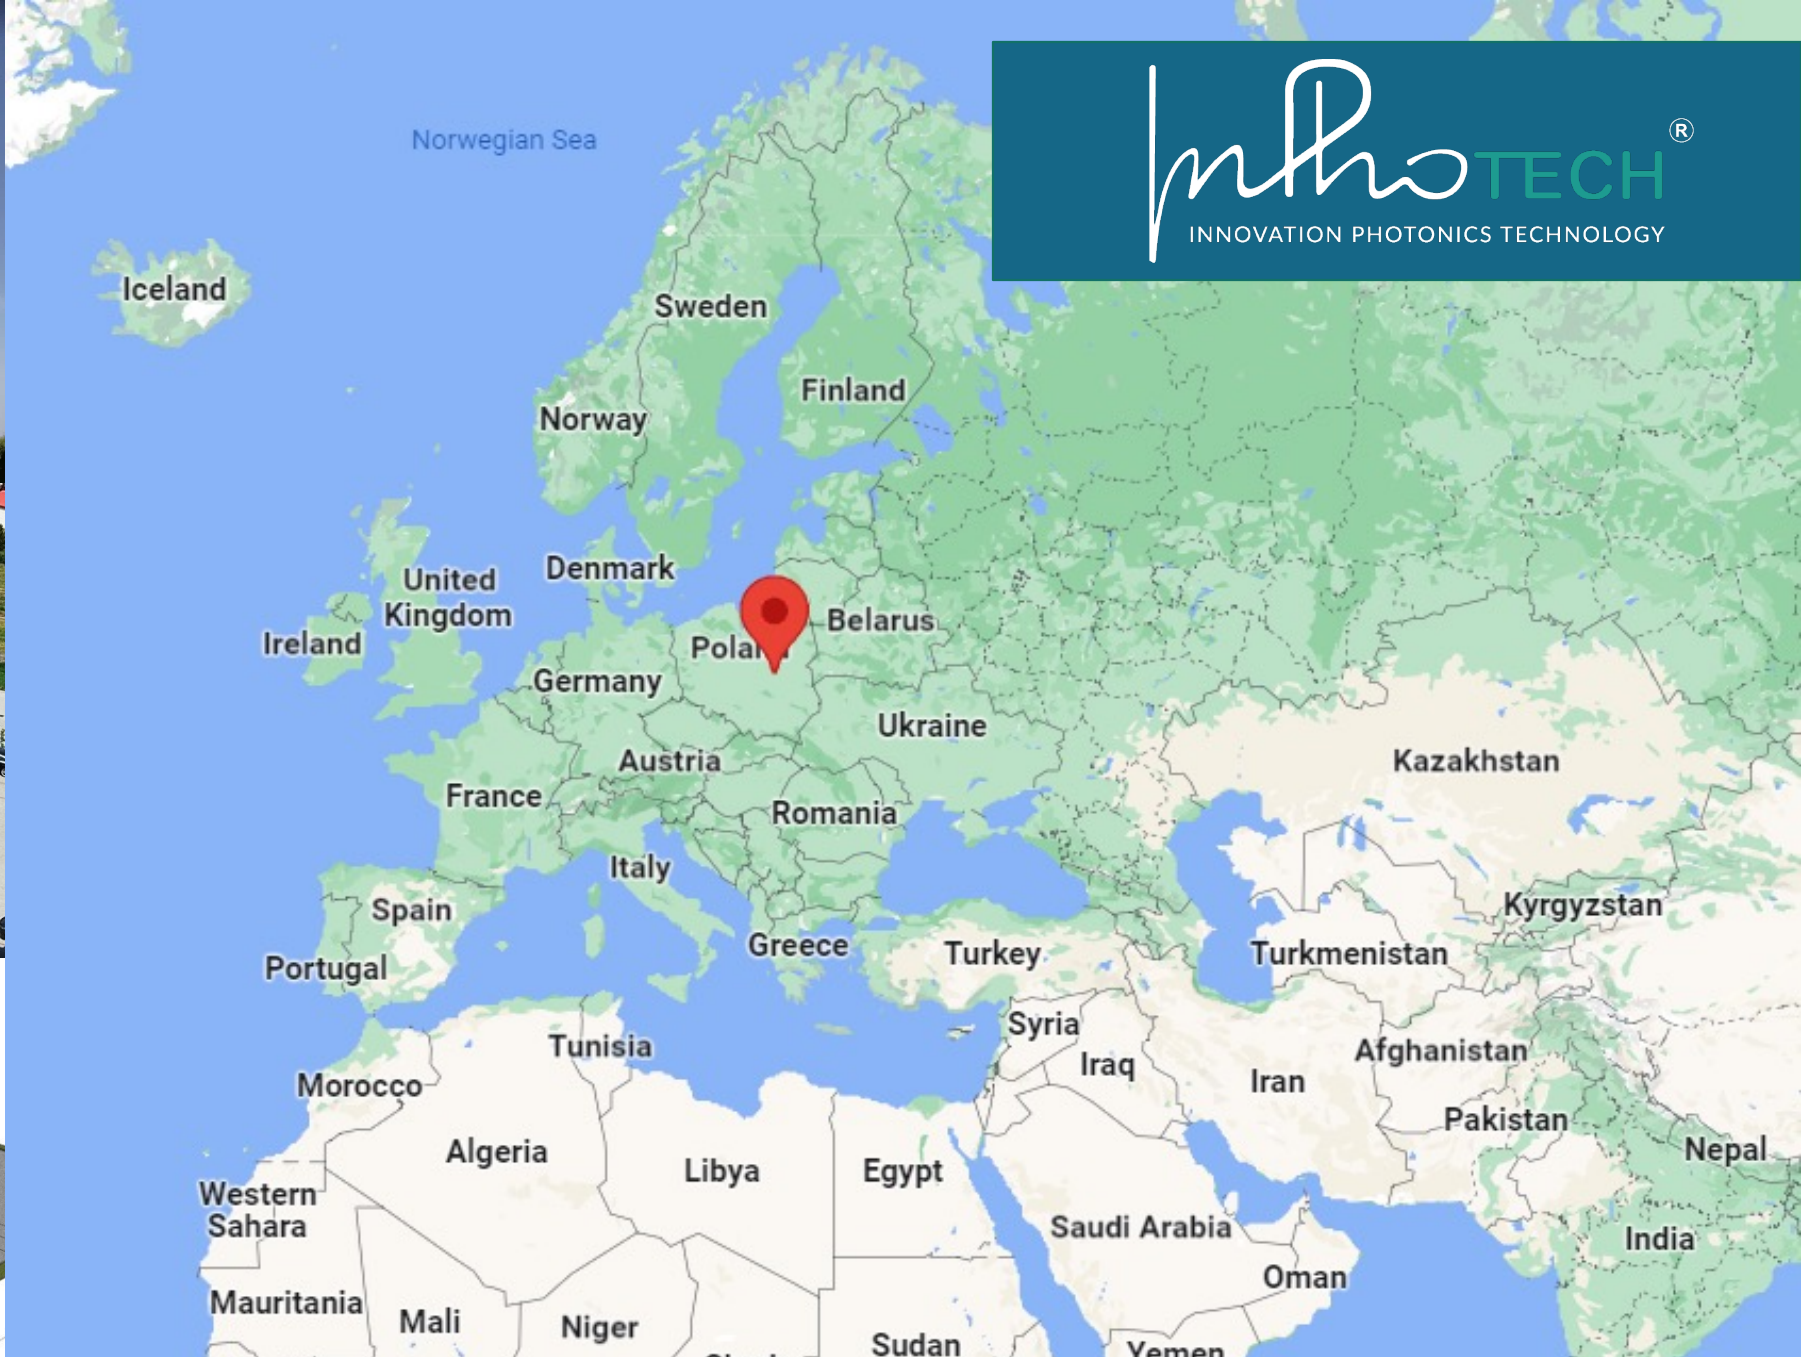 Norwegian Sea
InPhoTECH®
INNOVATION PHOTONICS TECHNOLOGY
Iceland
Sweden
Finland
Norway
Denmark
United
Kingdom
Ireland
Belarus
Germany
Ukraine
Austria
Kazakhstan
France
Romania
Italy
Kyrgyzstan
Spain
Greece
Turkey
Turkmenistan
Portugal
Syria
Tunisia
Iraq
Afghanistan
Iran
Morocco
Pakistan
Algeria
Nepal
Libya
Egypt
Western
Sahara
Saudi Arabia
India
Oman
Mauritania
Mali
Niger
Sudan
Yemen